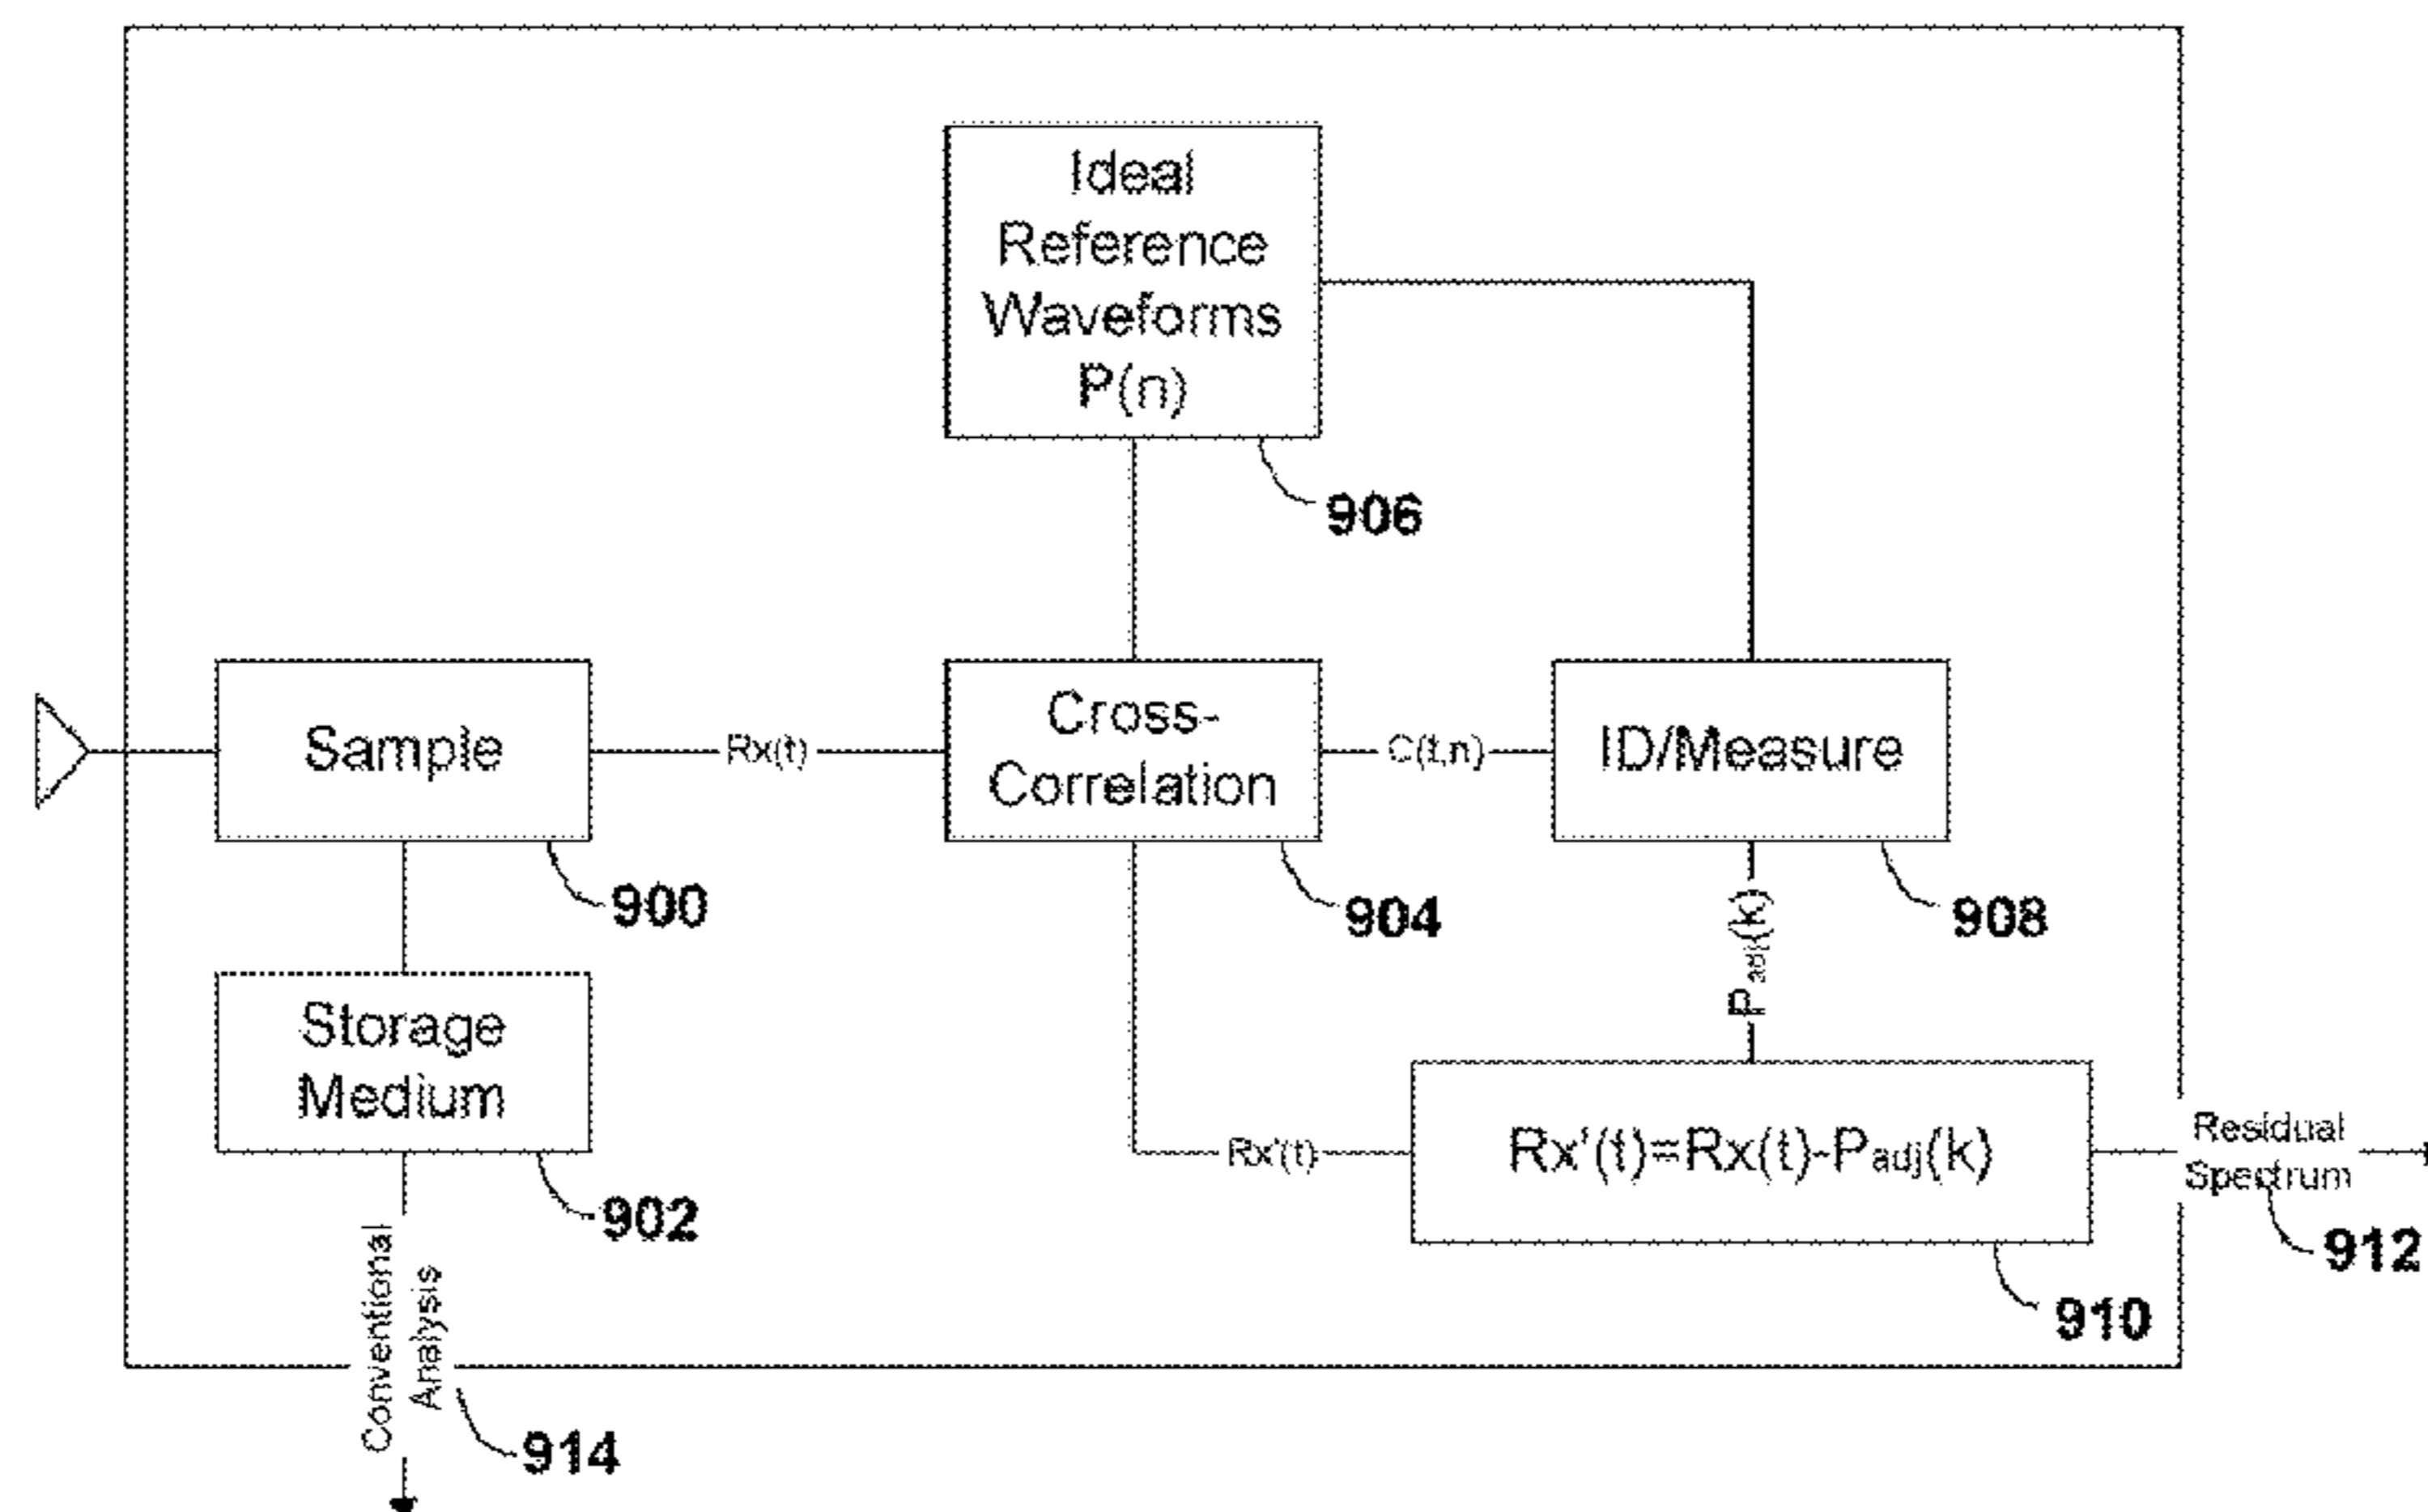 Ideal
Reference
Waveforms
P(n)
906
Sample
Rx(t)
Cross-
Correlation
C(t,n)
ID/Measure
900
904
908
Padj(k)
Storage
Medium
902
Rx'(t)
Rx'(t)=Rx(t)-Padj(k)
Residual
Spectrum
912
910
Conventional
Analysis
914